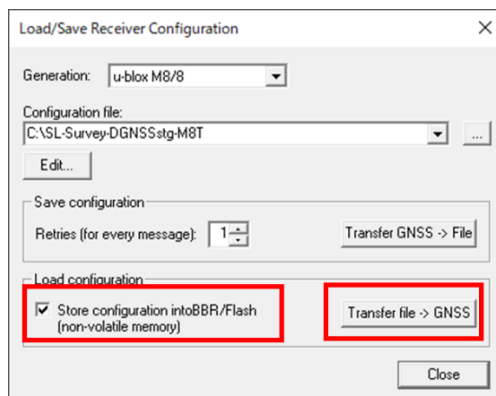 Load/Save Receiver Configuration
Generation: u-blox M8/8
Configuration file:
C:\SL-Survey-DGNSSstg-M8T
...
Edit...
Save configuration
Retries (for every message): 1 Transfer GNSS -> File
Load configuration
Store configuration intoBBR/Flash
(non-volatile memory)
Transfer file -> GNSS
Close